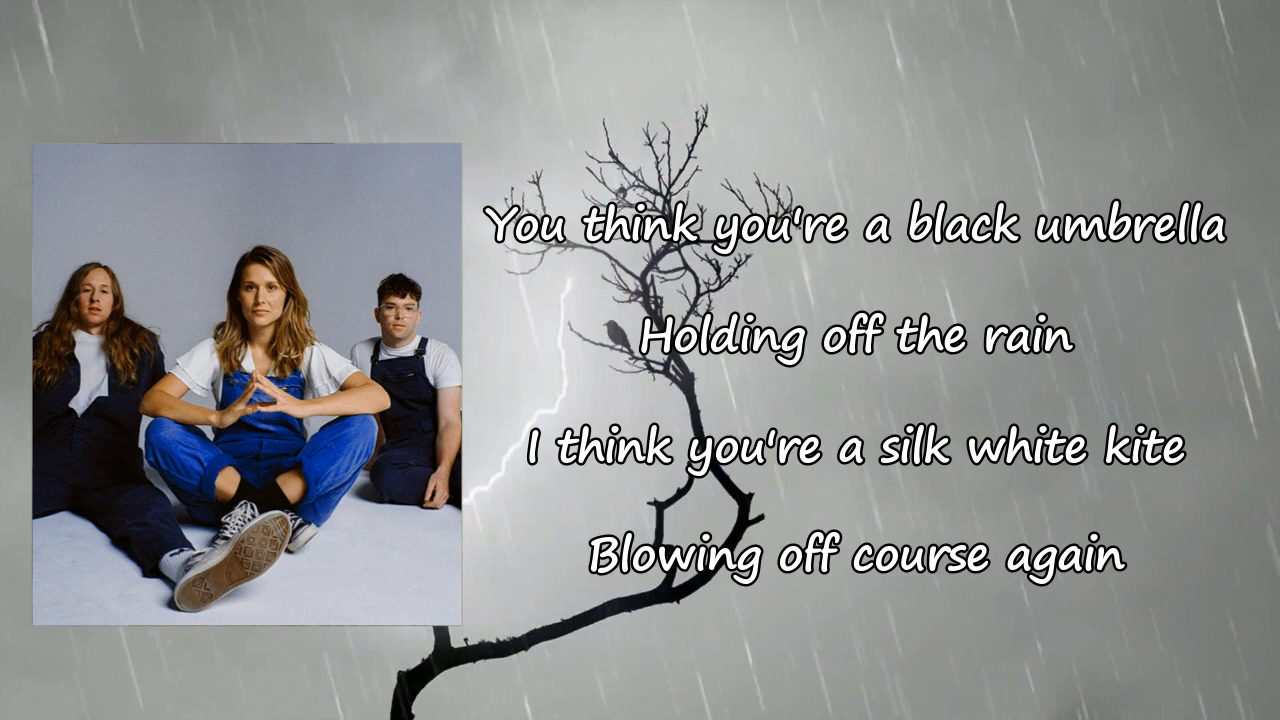 You think you're a black umbrella
Holding off the rain
I think you're a silk white kite
Blowing off course again